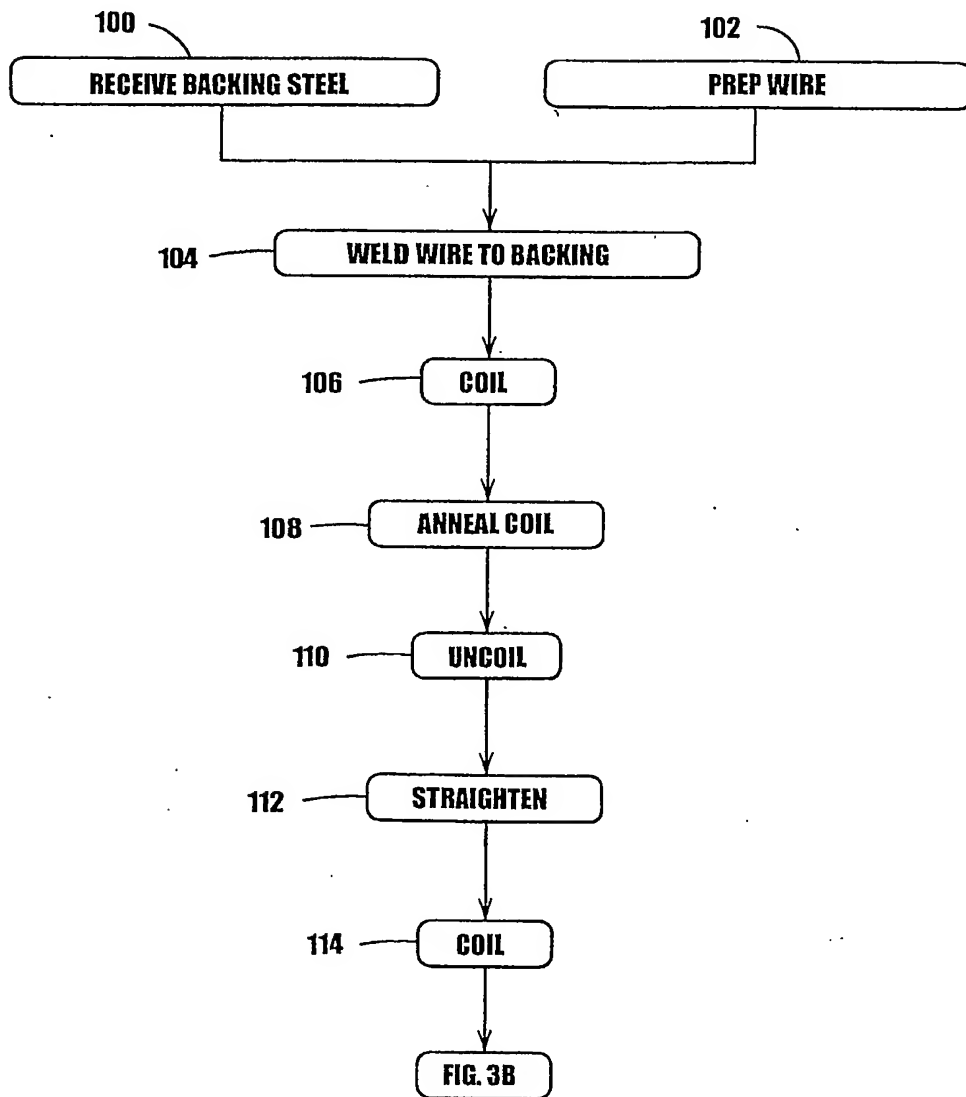 100
102
RECEIVE BACKING STEEL
PREP WIRE
104
WELD WIRE TO BACKING
106
COIL
108
ANNEAL COIL
110
UNCOIL
112
STRAIGHTEN
114
COIL
FIG. 3B